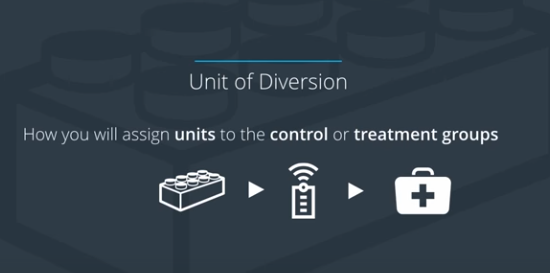 Unit of Diversion
How you will assign units to the control or treatment groups